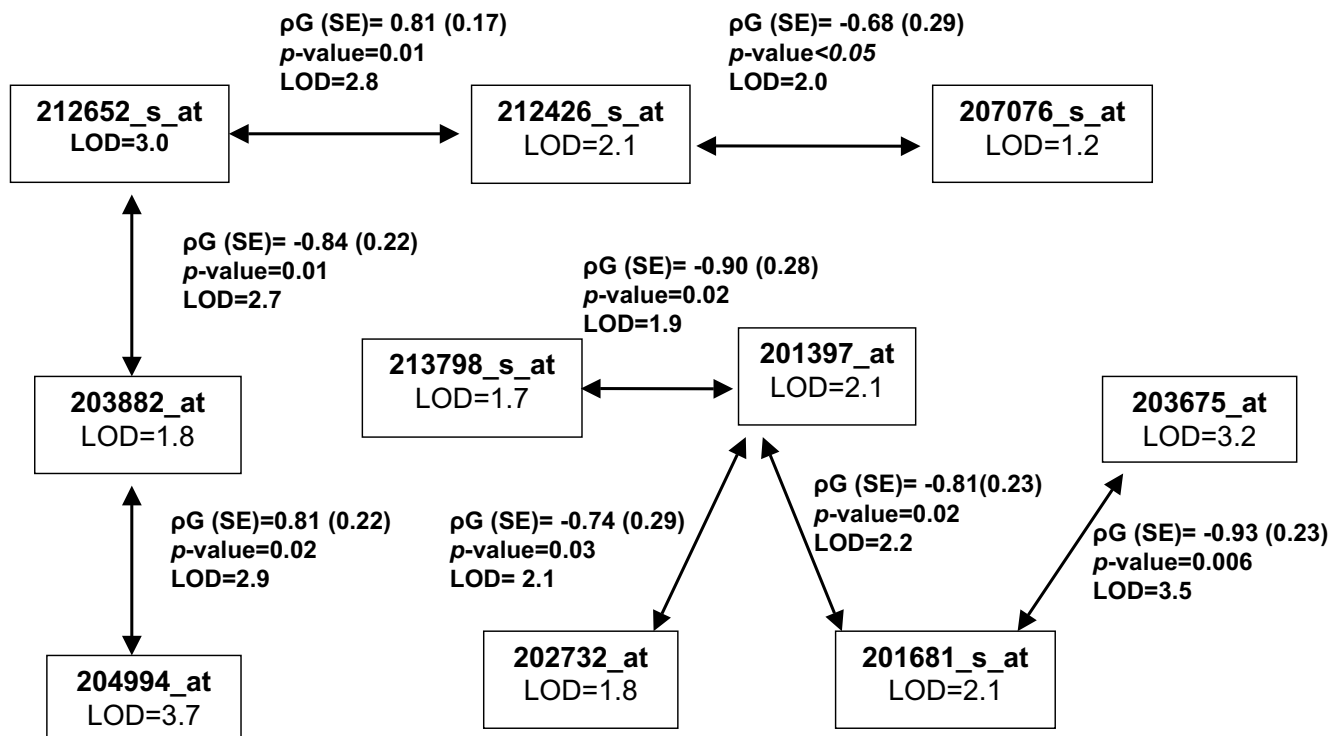 ρG (SE)= 0.81 (0.17)
p-value=0.01
LOD=2.8
ρG (SE)= -0.68 (0.29)
p-value<0.05
LOD=2.0
212652_s_at
LOD=3.0
212426_s_at
LOD=2.1
207076_s_at
LOD=1.2
ρG (SE)= -0.84 (0.22)
p-value=0.01
LOD=2.7
ρG (SE)= -0.90 (0.28)
p-value=0.02
LOD=1.9
213798_s_at
LOD=1.7
201397_at
LOD=2.1
203882_at
LOD=1.8
203675_at
LOD=3.2
ρG (SE)=0.81 (0.22)
p-value=0.02
LOD=2.9
ρG (SE)= -0.74 (0.29)
p-value=0.03
LOD= 2.1
ρG (SE)= -0.81(0.23)
p-value=0.02
LOD=2.2
ρG (SE)= -0.93 (0.23)
p-value=0.006
LOD=3.5
204994_at
LOD=3.7
202732_at
LOD=1.8
201681_s_at
LOD=2.1